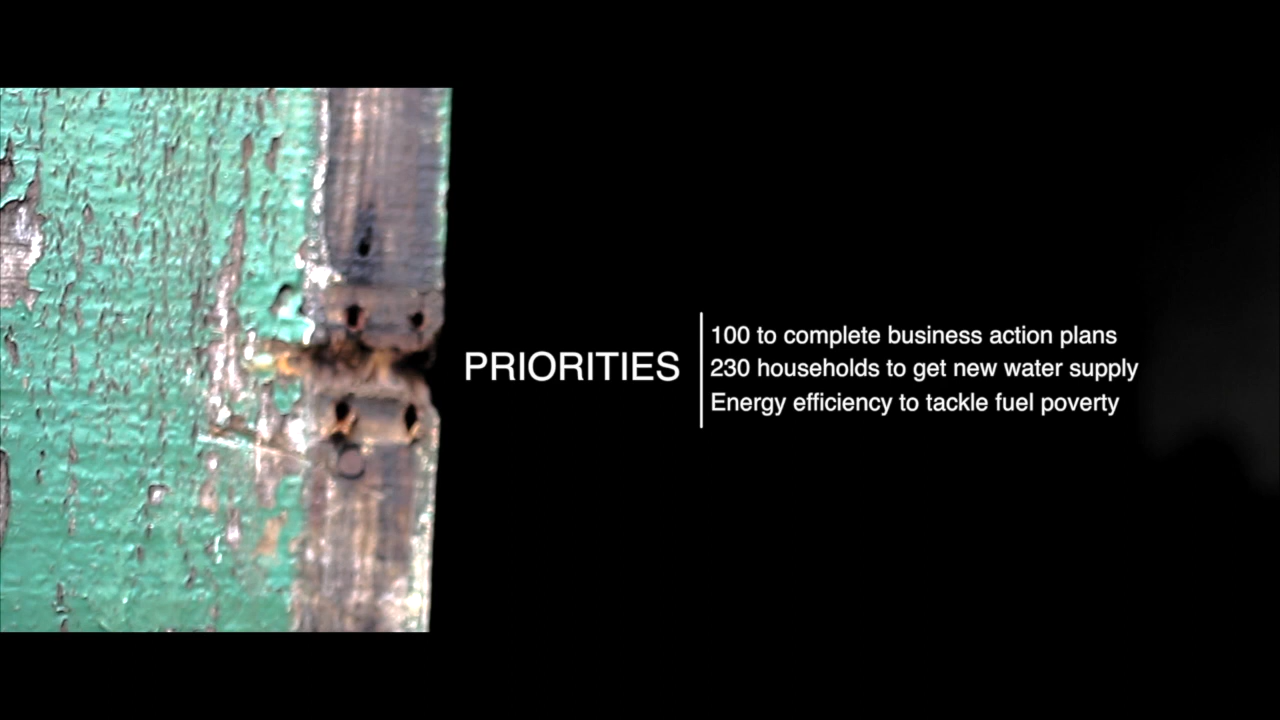 PRIORITIES
100 to complete business action plans
230 households to get new water supply
Energy efficiency to tackle fuel poverty